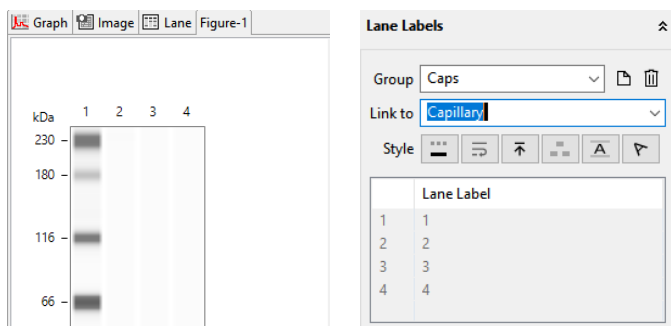 Graph Image Lane Figure-1
kDa 1 2 3 4
230
180
116
66
Lane Labels
Group Caps
Link to Capillary
Style A
Lane Label
1 1
2 2
3 3
4 4